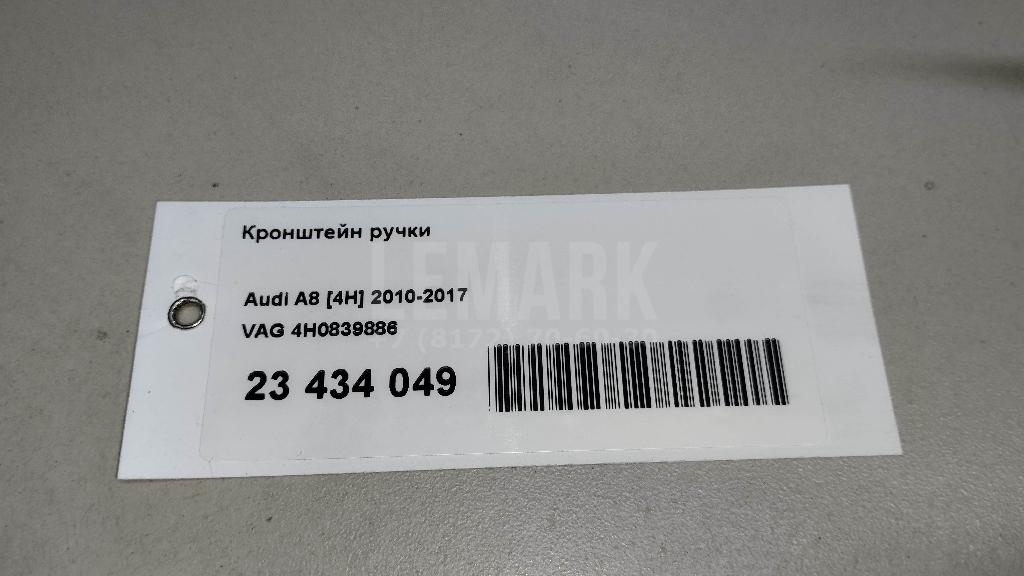 Кронштейн ручки
LEMARK
Audi A8 [4H] 2010-2017
VAG 4H0839886
23 434 049